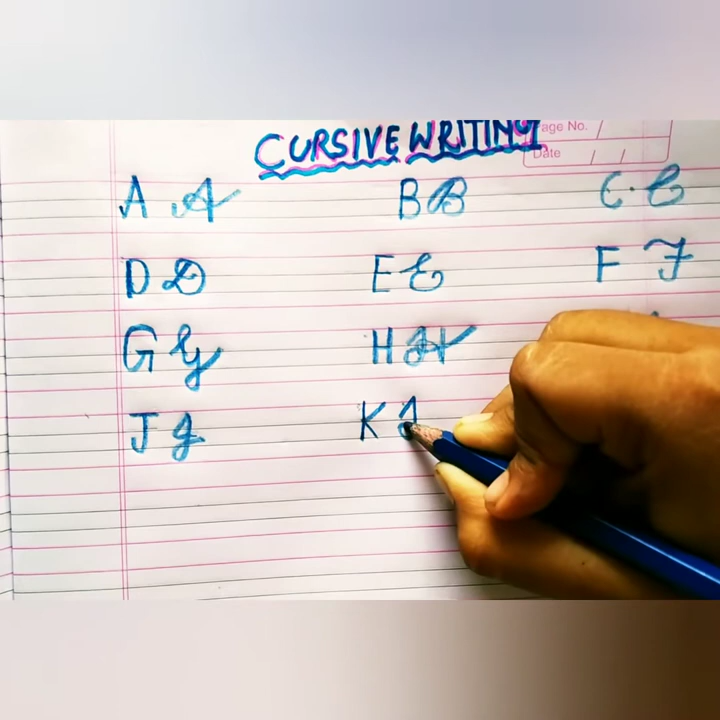 Page No. /
CURSIVE WRITING
Date / /
A A B B C. C
D D E E F F
G G H H
J J K